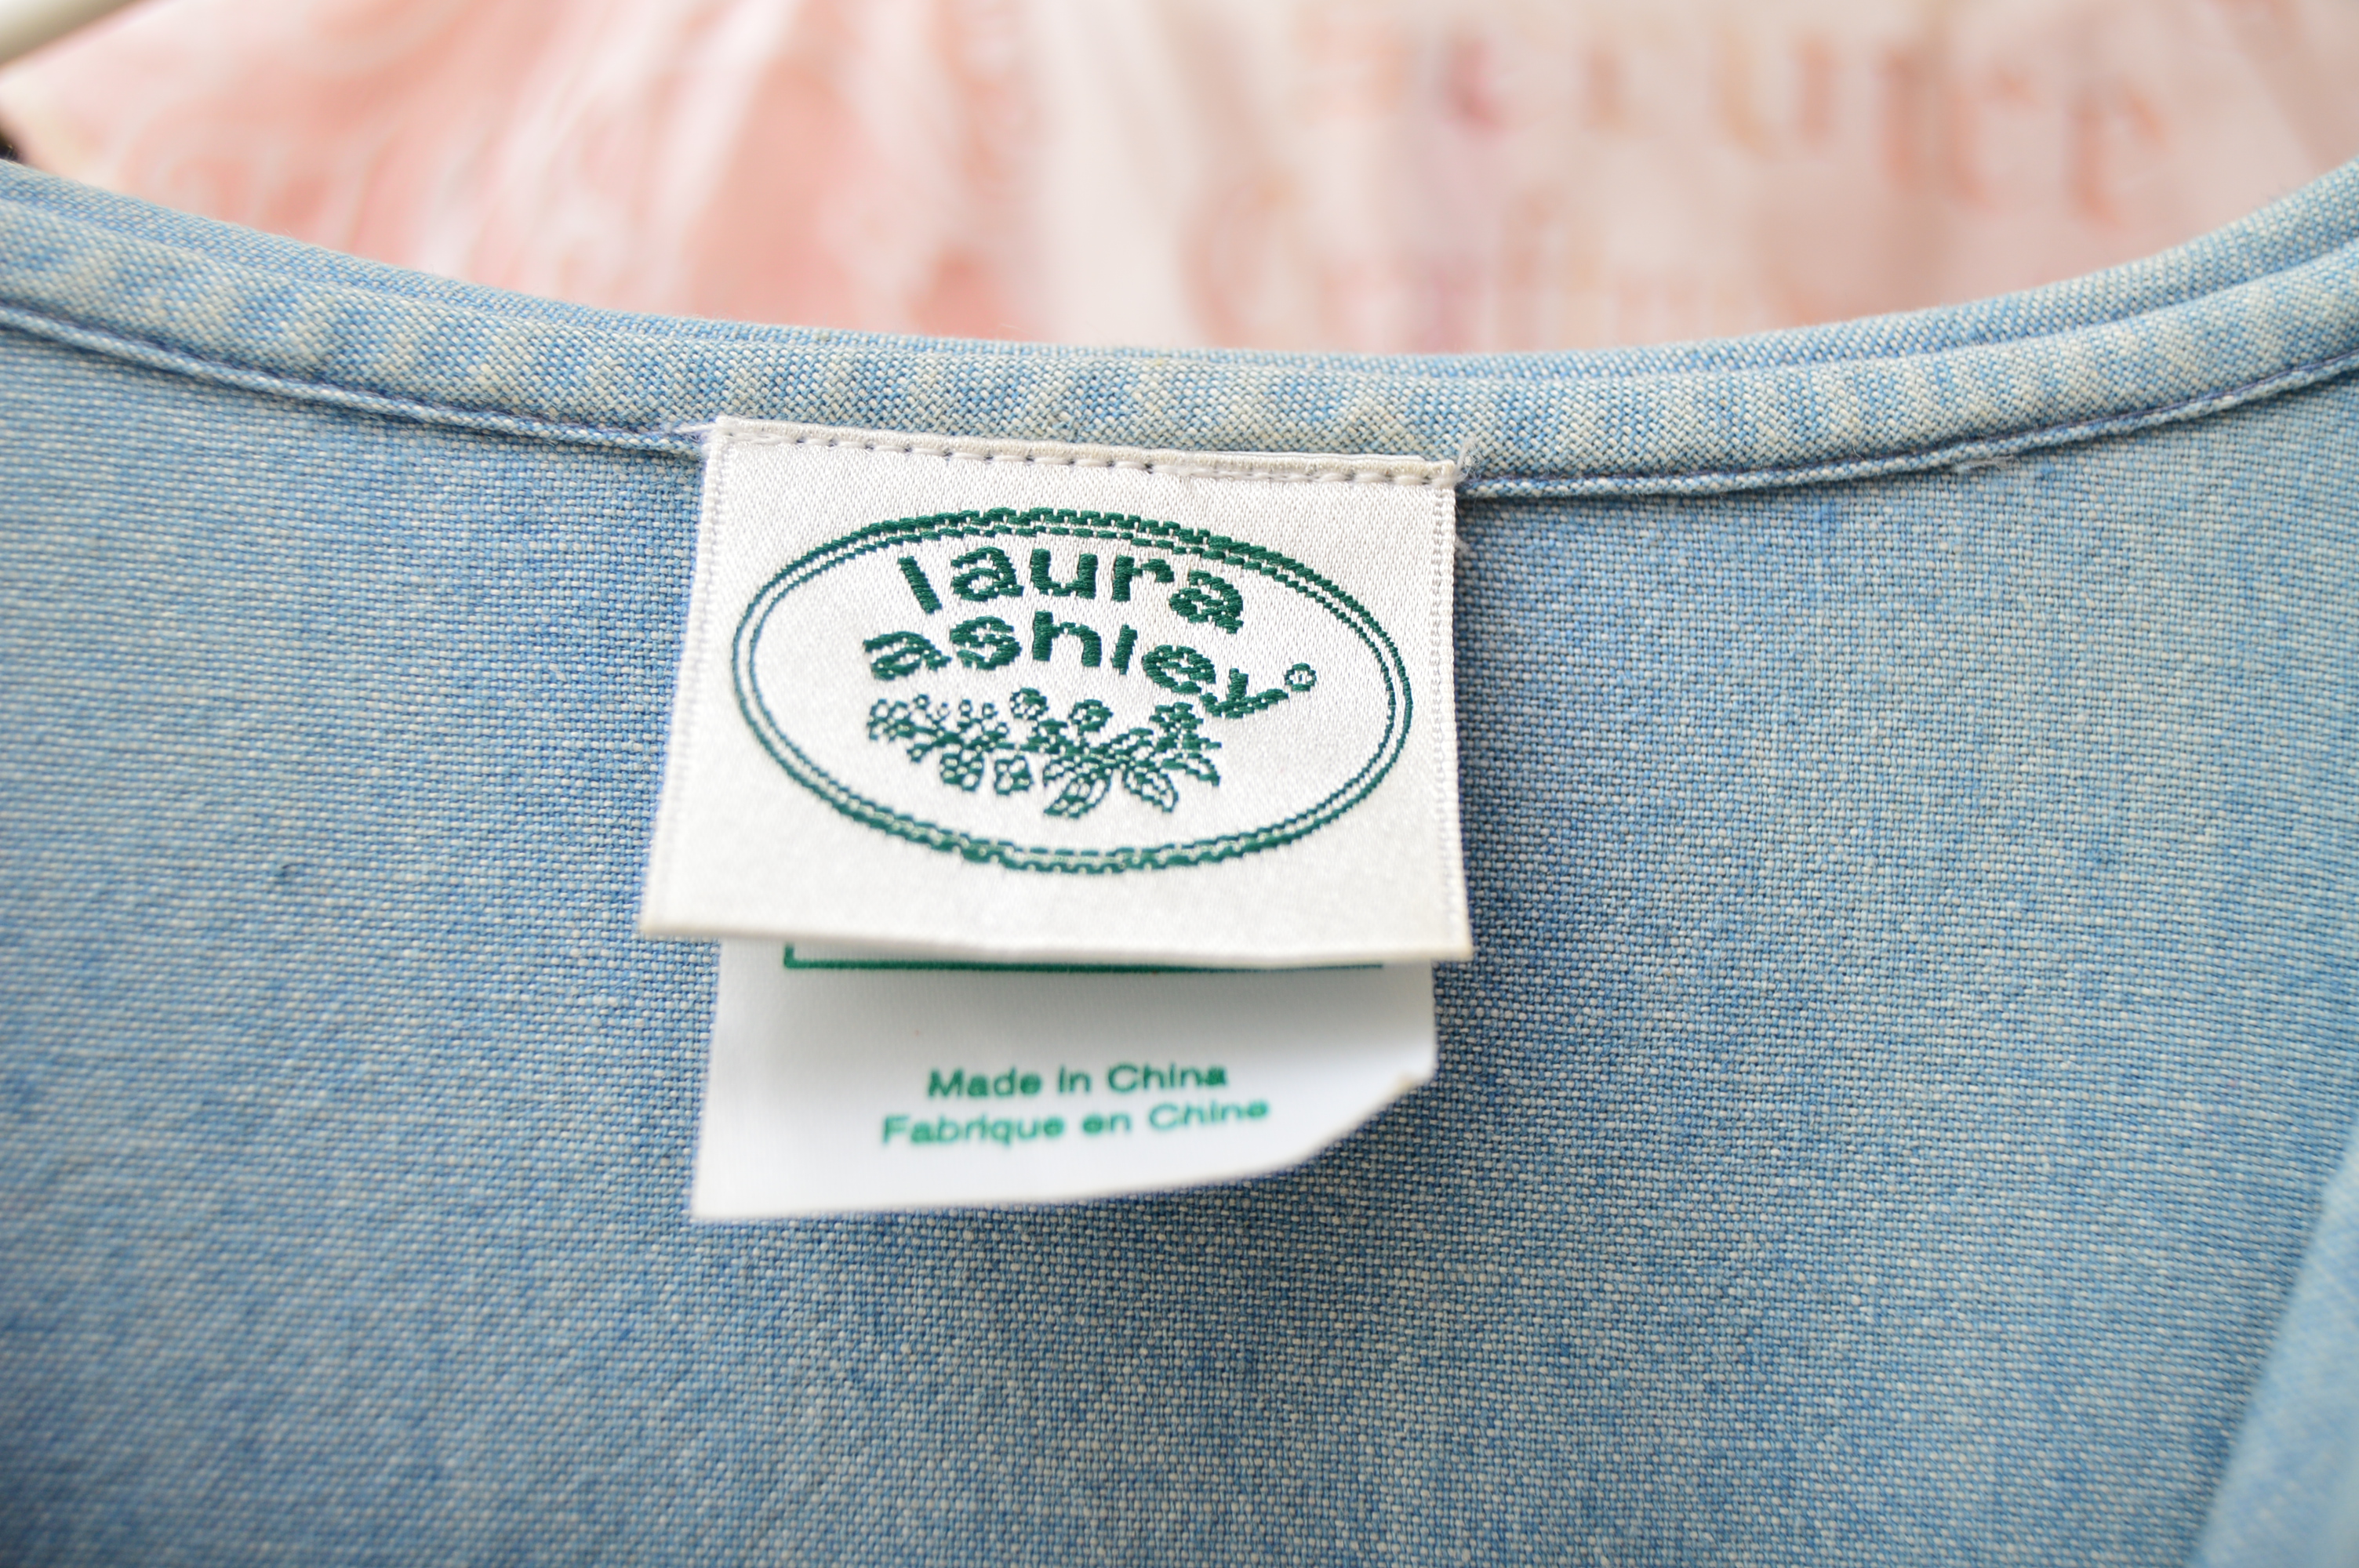 laura
ashley®
Made in China
Fabrique en Chine